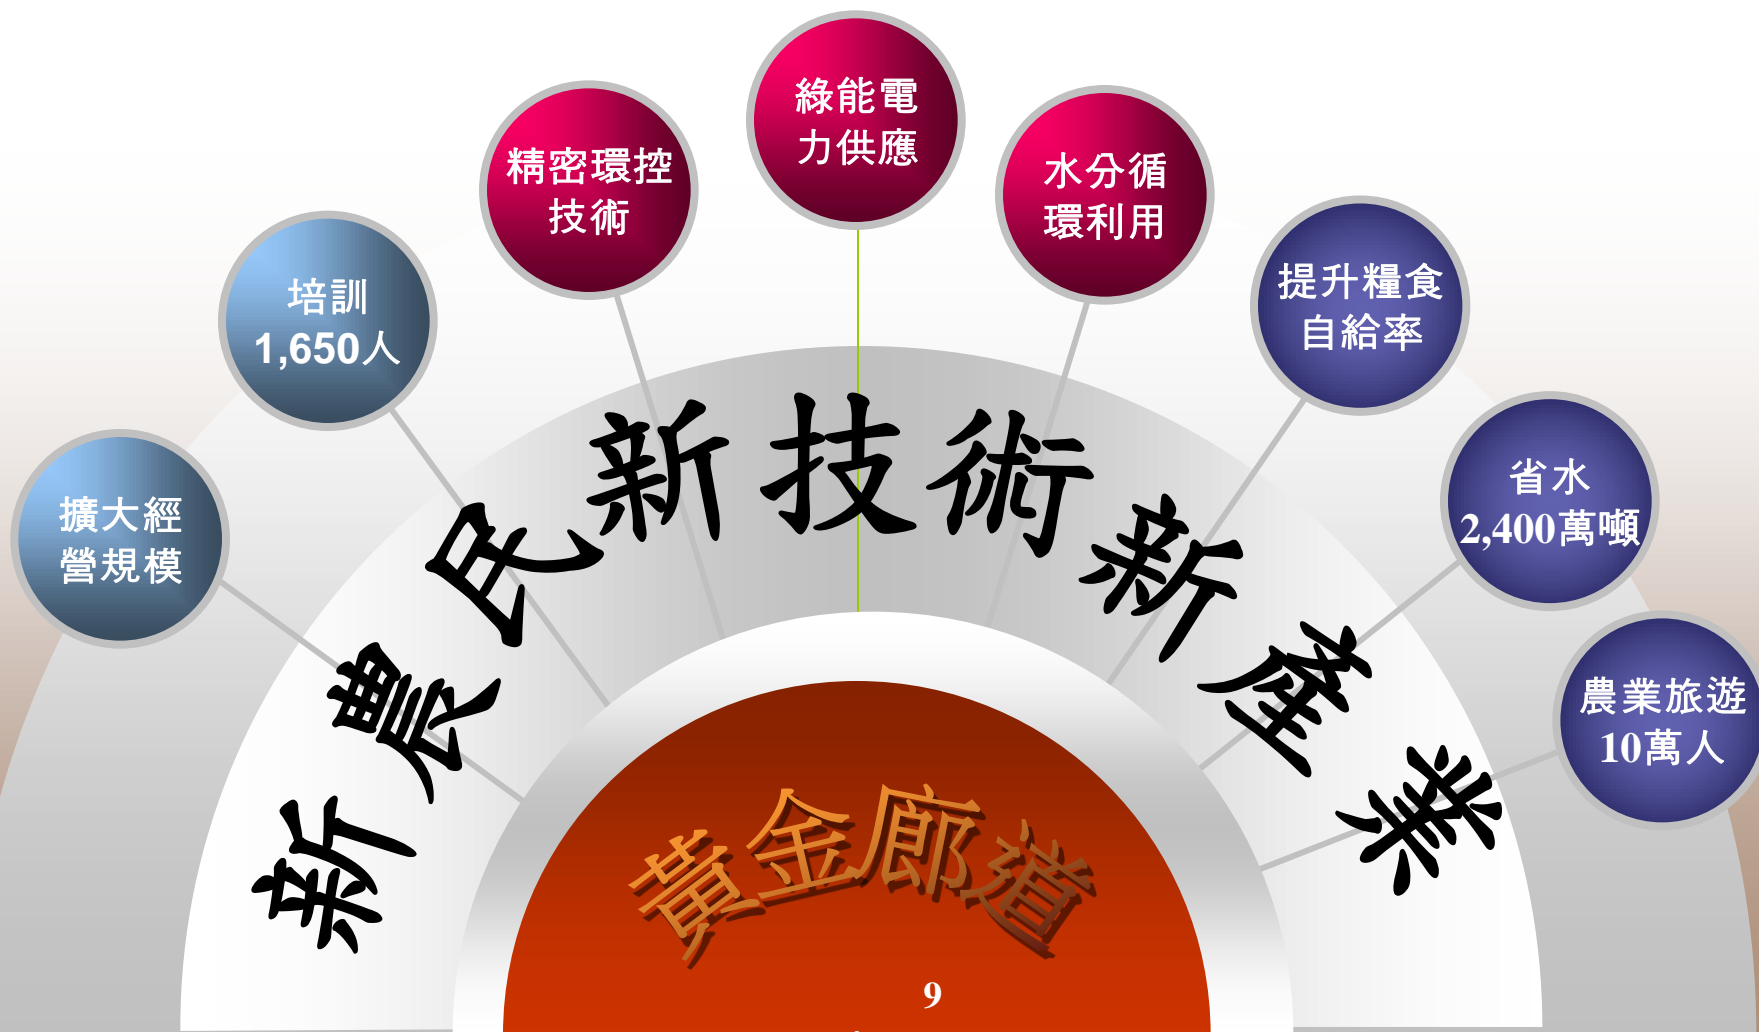 綠能電
力供應
精密環控
技術
水分循
環利用
培訓
1,650人
提升糧食
自給率
擴大經
營規模
省水
2,400萬噸
農業旅遊
10萬人
新農民新技術新產業
黃金廊道
9